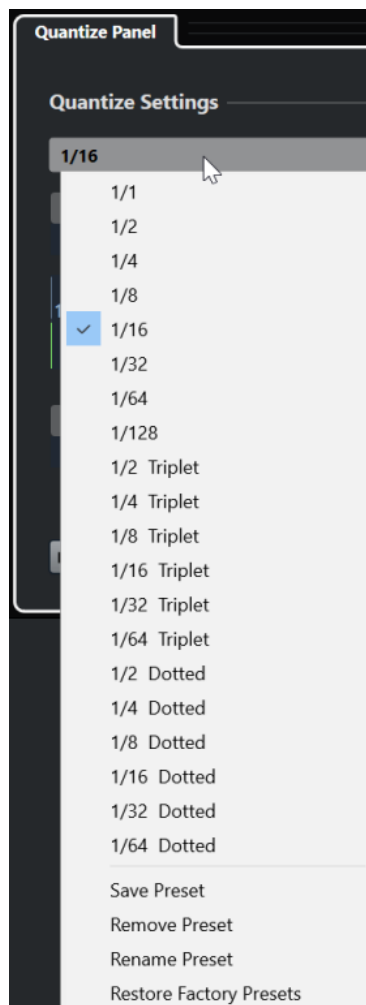 Quantize Panel
Quantize Settings
1/16
1/1
1/2
1/4
1/8
1/16
1/32
1/64
1/128
1/2 Triplet
1/4 Triplet
1/8 Triplet
1/16 Triplet
1/32 Triplet
1/64 Triplet
1/2 Dotted
1/4 Dotted
1/8 Dotted
1/16 Dotted
1/32 Dotted
1/64 Dotted
Save Preset
Remove Preset
Rename Preset
Restore Factory Presets